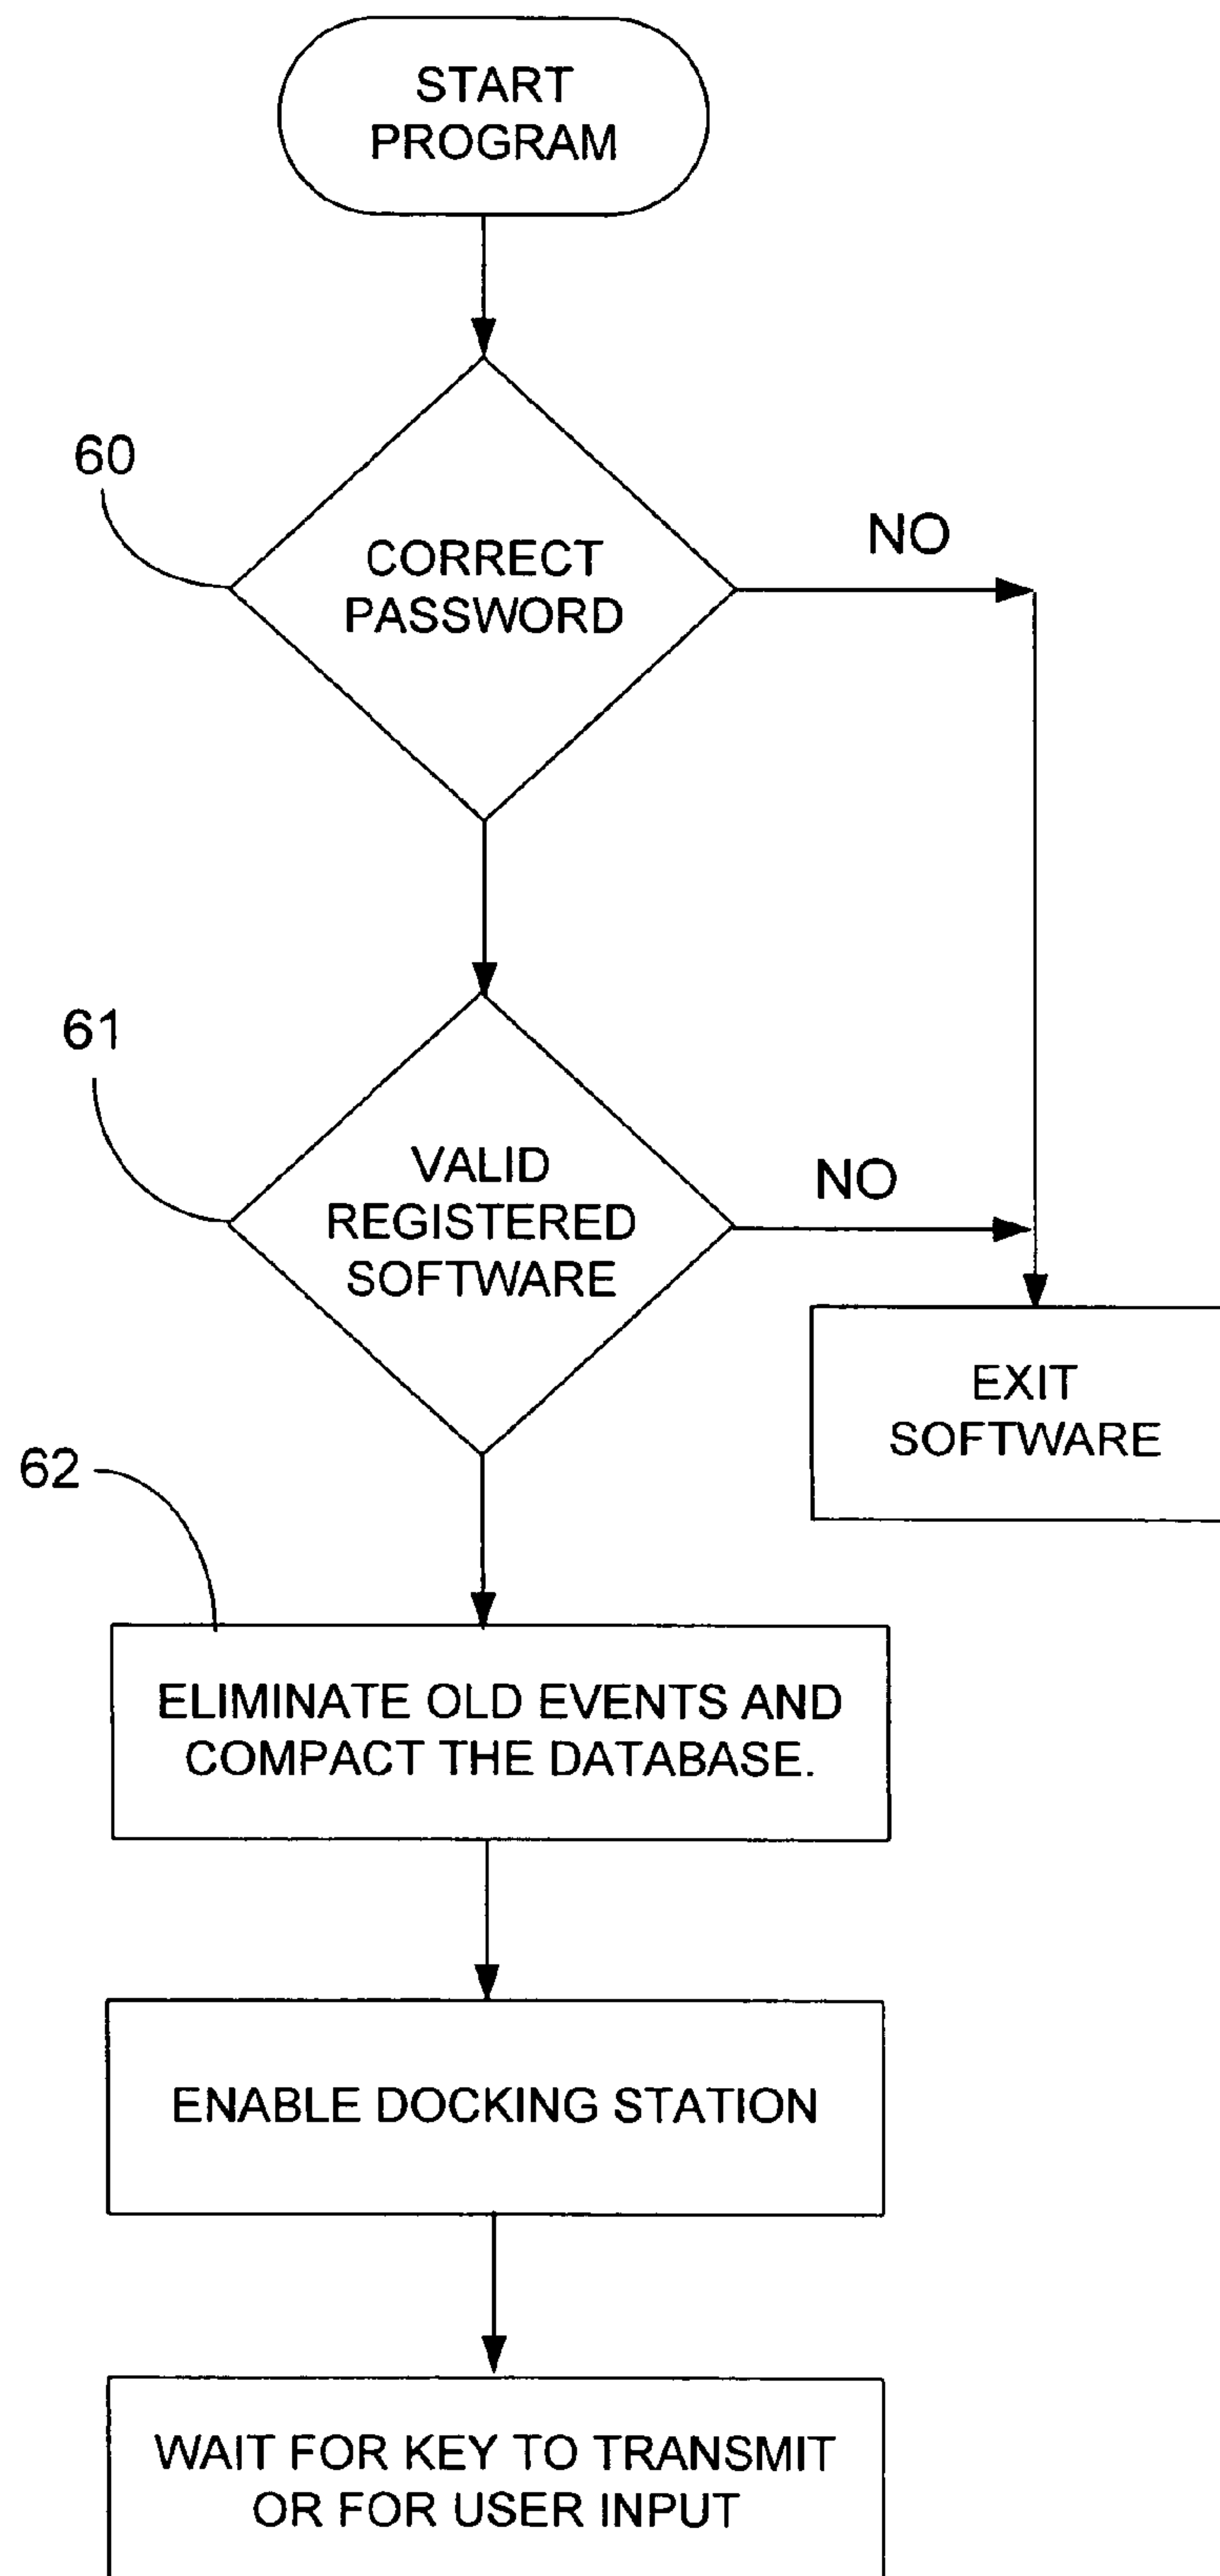 START
PROGRAM
60
CORRECT
PASSWORD
NO
61
VALID
REGISTERED
SOFTWARE
NO
EXIT
SOFTWARE
62
ELIMINATE OLD EVENTS AND
COMPACT THE DATABASE.
ENABLE DOCKING STATION
WAIT FOR KEY TO TRANSMIT
OR FOR USER INPUT